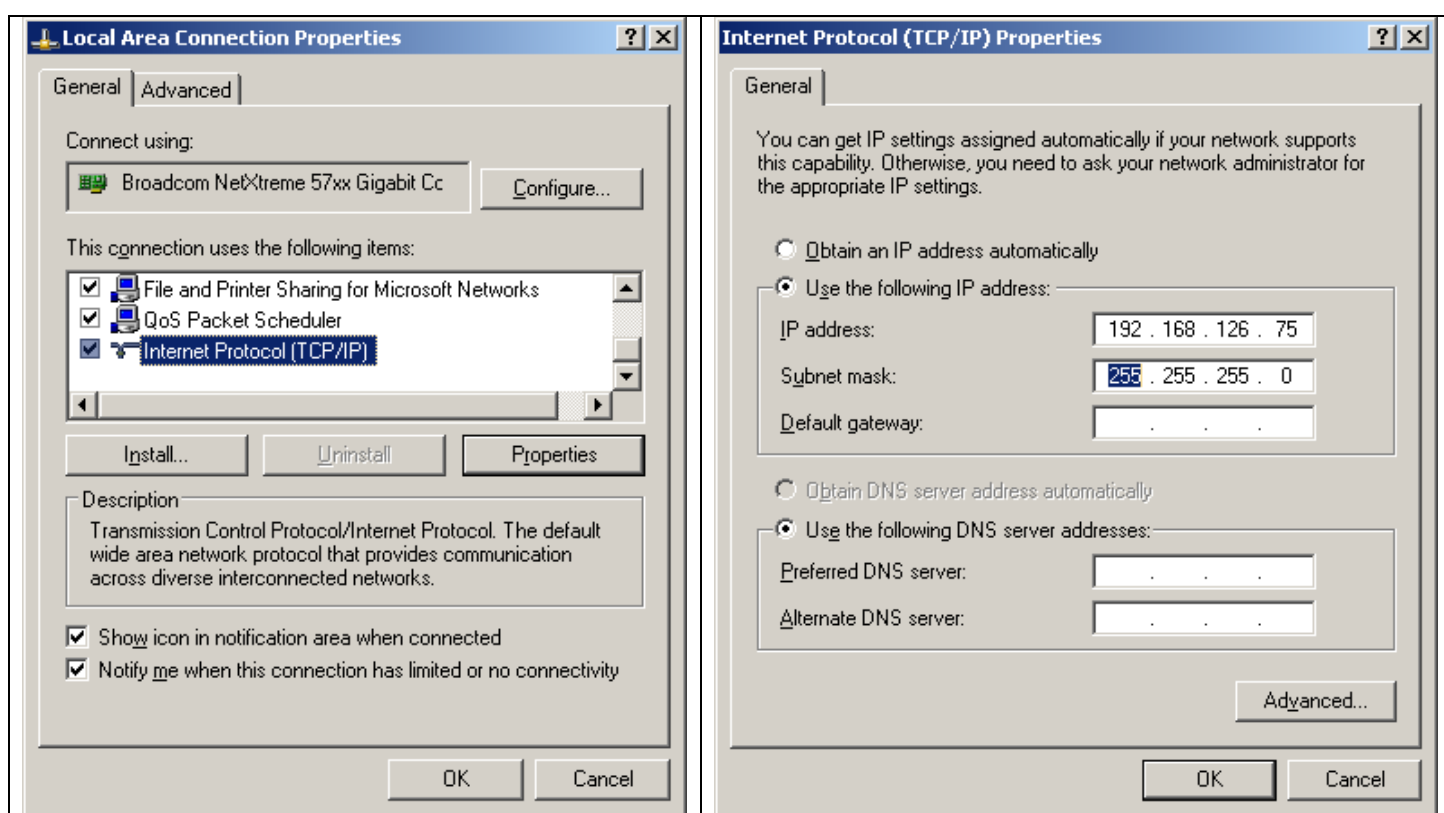 Local Area Connection Properties
General
Advanced
Connect using:
Broadcom NetXtreme 57xx Gigabit Cc
Configure...
This connection uses the following items:
File and Printer Sharing for Microsoft Networks
QoS Packet Scheduler
Internet Protocol (TCP/IP)
Install...
Uninstall
Properties
Description
Transmission Control Protocol/Internet Protocol. The default
wide area network protocol that provides communication
across diverse interconnected networks.
Show icon in notification area when connected
Notify me when this connection has limited or no connectivity
OK
Cancel
Internet Protocol (TCP/IP) Properties
General
You can get IP settings assigned automatically if your network supports
this capability. Otherwise, you need to ask your network administrator for
the appropriate IP settings.
Obtain an IP address automatically
Use the following IP address:
IP address: 192 . 168 . 126 . 75
Subnet mask: 255 . 255 . 255 . 0
Default gateway: . . .
Obtain DNS server address automatically
Use the following DNS server addresses:
Preferred DNS server: . . .
Alternate DNS server: . . .
Advanced...
OK
Cancel